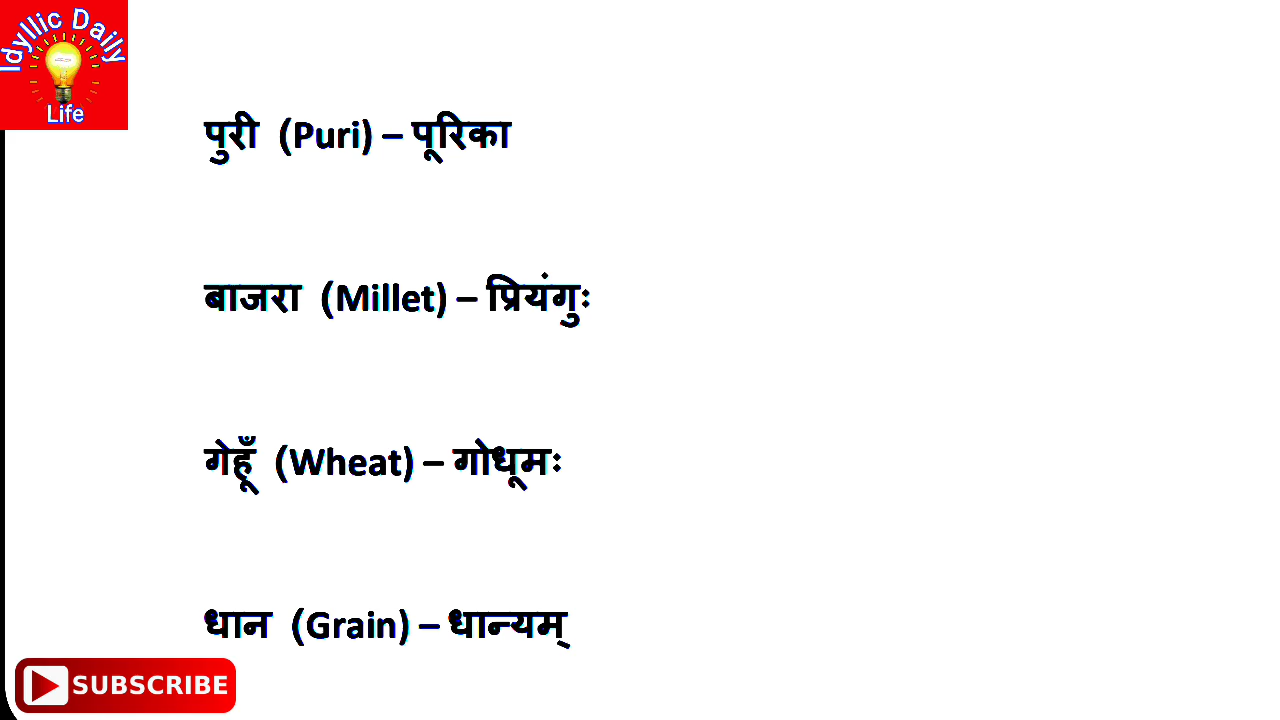 Idyllic Daily
Life
पुरी (Puri) – पूरिका
बाजरा (Millet) – प्रियंगुः
गेहूँ (Wheat) – गोधूमः
धान (Grain) – धान्यम्
SUBSCRIBE